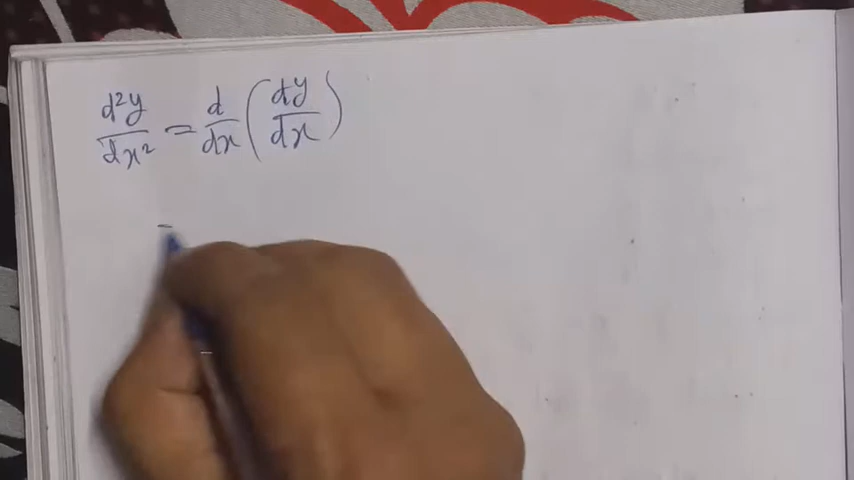 d²y/dx² = d/dx (dy/dx)
=